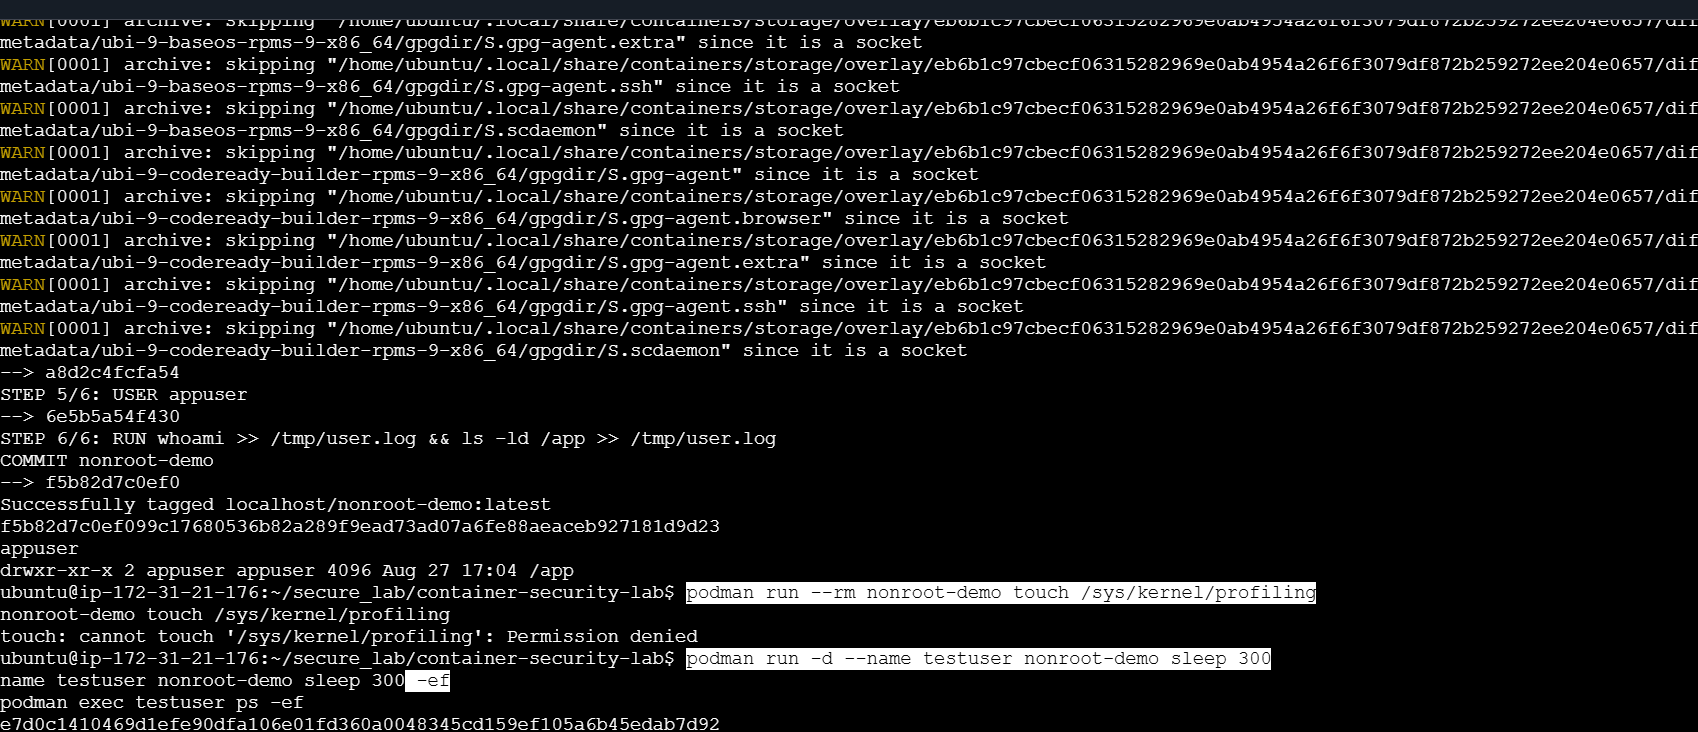 WARN[0001] archive: skipping "/home/ubuntu/.local/share/containers/storage/overlay/eb6b1c97cbecf06315282969e0ab4954a26f6f3079df872b259272ee204e0657/dif
metadata/ubi-9-baseos-rpms-9-x86_64/gpgdir/S.gpg-agent.extra" since it is a socket
WARN[0001] archive: skipping "/home/ubuntu/.local/share/containers/storage/overlay/eb6b1c97cbecf06315282969e0ab4954a26f6f3079df872b259272ee204e0657/dif
metadata/ubi-9-baseos-rpms-9-x86_64/gpgdir/S.gpg-agent.ssh" since it is a socket
WARN[0001] archive: skipping "/home/ubuntu/.local/share/containers/storage/overlay/eb6b1c97cbecf06315282969e0ab4954a26f6f3079df872b259272ee204e0657/dif
metadata/ubi-9-baseos-rpms-9-x86_64/gpgdir/S.scdaemon" since it is a socket
WARN[0001] archive: skipping "/home/ubuntu/.local/share/containers/storage/overlay/eb6b1c97cbecf06315282969e0ab4954a26f6f3079df872b259272ee204e0657/dif
metadata/ubi-9-codeready-builder-rpms-9-x86_64/gpgdir/S.gpg-agent" since it is a socket
WARN[0001] archive: skipping "/home/ubuntu/.local/share/containers/storage/overlay/eb6b1c97cbecf06315282969e0ab4954a26f6f3079df872b259272ee204e0657/dif
metadata/ubi-9-codeready-builder-rpms-9-x86_64/gpgdir/S.gpg-agent.browser" since it is a socket
WARN[0001] archive: skipping "/home/ubuntu/.local/share/containers/storage/overlay/eb6b1c97cbecf06315282969e0ab4954a26f6f3079df872b259272ee204e0657/dif
metadata/ubi-9-codeready-builder-rpms-9-x86_64/gpgdir/S.gpg-agent.extra" since it is a socket
WARN[0001] archive: skipping "/home/ubuntu/.local/share/containers/storage/overlay/eb6b1c97cbecf06315282969e0ab4954a26f6f3079df872b259272ee204e0657/dif
metadata/ubi-9-codeready-builder-rpms-9-x86_64/gpgdir/S.gpg-agent.ssh" since it is a socket
WARN[0001] archive: skipping "/home/ubuntu/.local/share/containers/storage/overlay/eb6b1c97cbecf06315282969e0ab4954a26f6f3079df872b259272ee204e0657/dif
metadata/ubi-9-codeready-builder-rpms-9-x86_64/gpgdir/S.scdaemon" since it is a socket
--> a8d2c4fcfa54
STEP 5/6: USER appuser
--> 6e5b5a54f430
STEP 6/6: RUN whoami >> /tmp/user.log && ls -ld /app >> /tmp/user.log
COMMIT nonroot-demo
--> f5b82d7c0ef0
Successfully tagged localhost/nonroot-demo:latest
f5b82d7c0ef099c17680536b82a289f9ead73ad07a6fe88aeaceb927181d9d23
appuser
drwxr-xr-x 2 appuser appuser 4096 Aug 27 17:04 /app
ubuntu@ip-172-31-21-176:~/secure_lab/container-security-lab$ podman run --rm nonroot-demo touch /sys/kernel/profiling
nonroot-demo touch /sys/kernel/profiling
touch: cannot touch '/sys/kernel/profiling': Permission denied
ubuntu@ip-172-31-21-176:~/secure_lab/container-security-lab$ podman run -d --name testuser nonroot-demo sleep 300
name testuser nonroot-demo sleep 300 -ef
podman exec testuser ps -ef
e7d0c1410469d1efe90dfa106e01fd360a0048345cd159ef105a6b45edab7d92